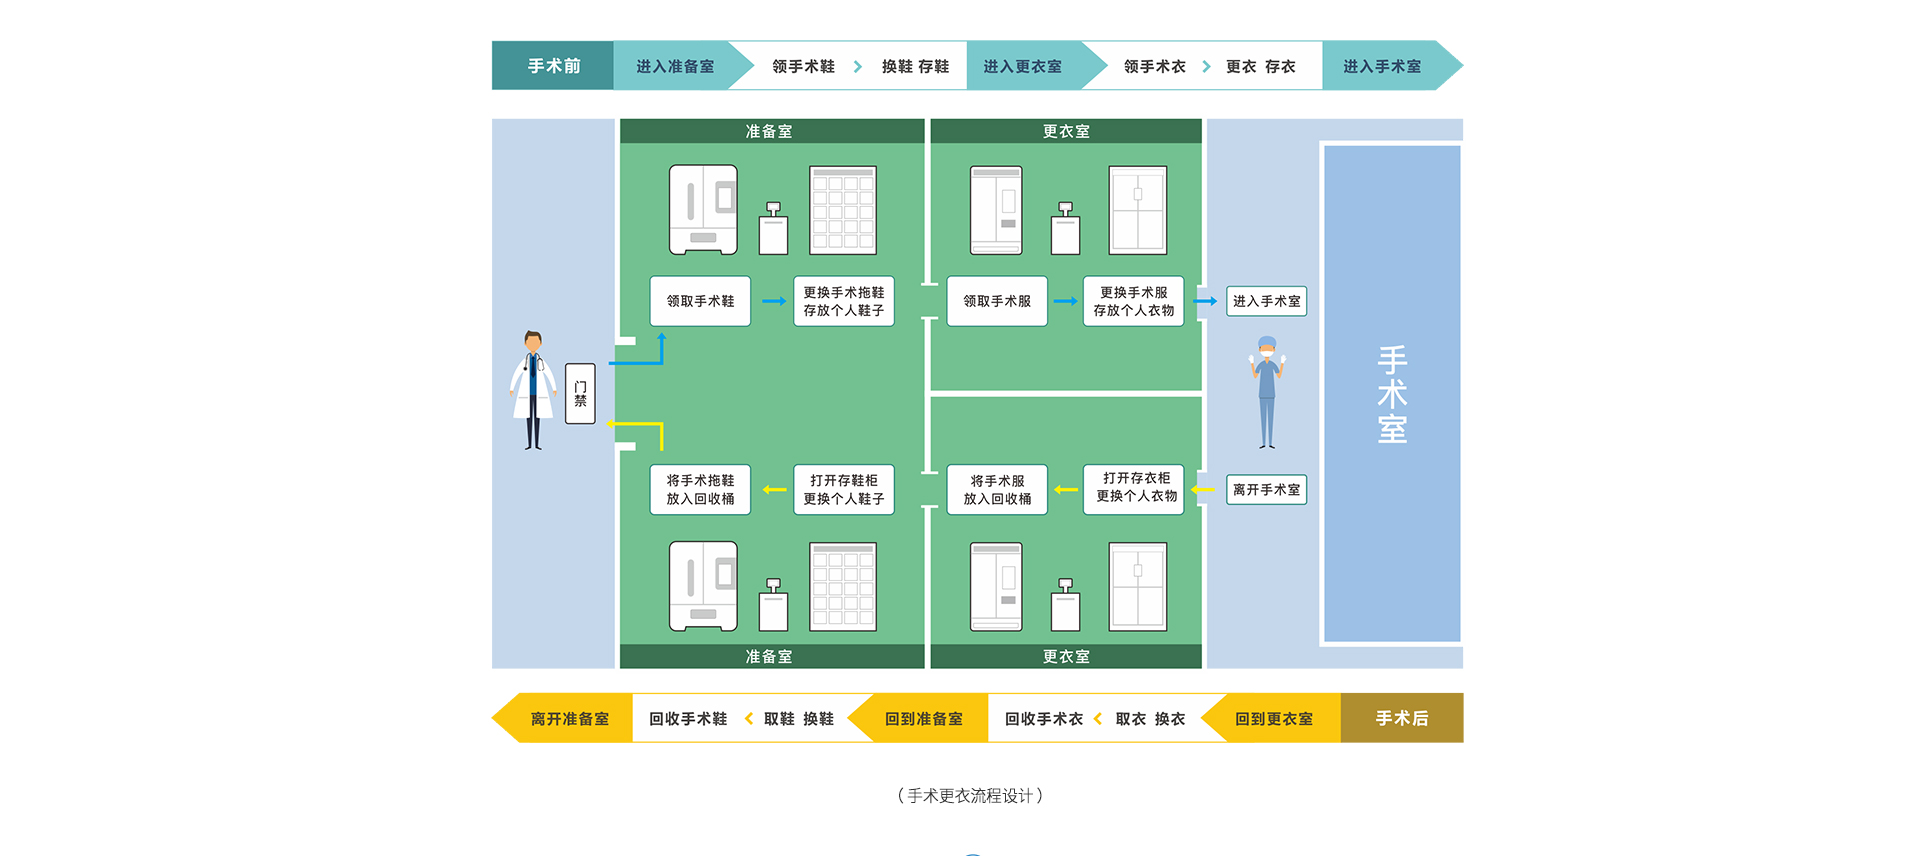 手术前 进入准备室 领手术鞋 换鞋 存鞋 进入更衣室 领手术衣 更衣 存衣 进入手术室
准备室 更衣室
领取手术鞋
更换手术拖鞋
存放个人鞋子
领取手术服
更换手术服
存放个人衣物
进入手术室
门禁
手术室
将手术拖鞋
放入回收桶
打开存鞋柜
更换个人鞋子
将手术服
放入回收桶
打开存衣柜
更换个人衣物
离开手术室
准备室 更衣室
离开准备室 回收手术鞋 取鞋 换鞋 回到准备室 回收手术衣 取衣 换衣 回到更衣室 手术后
（手术更衣流程设计）